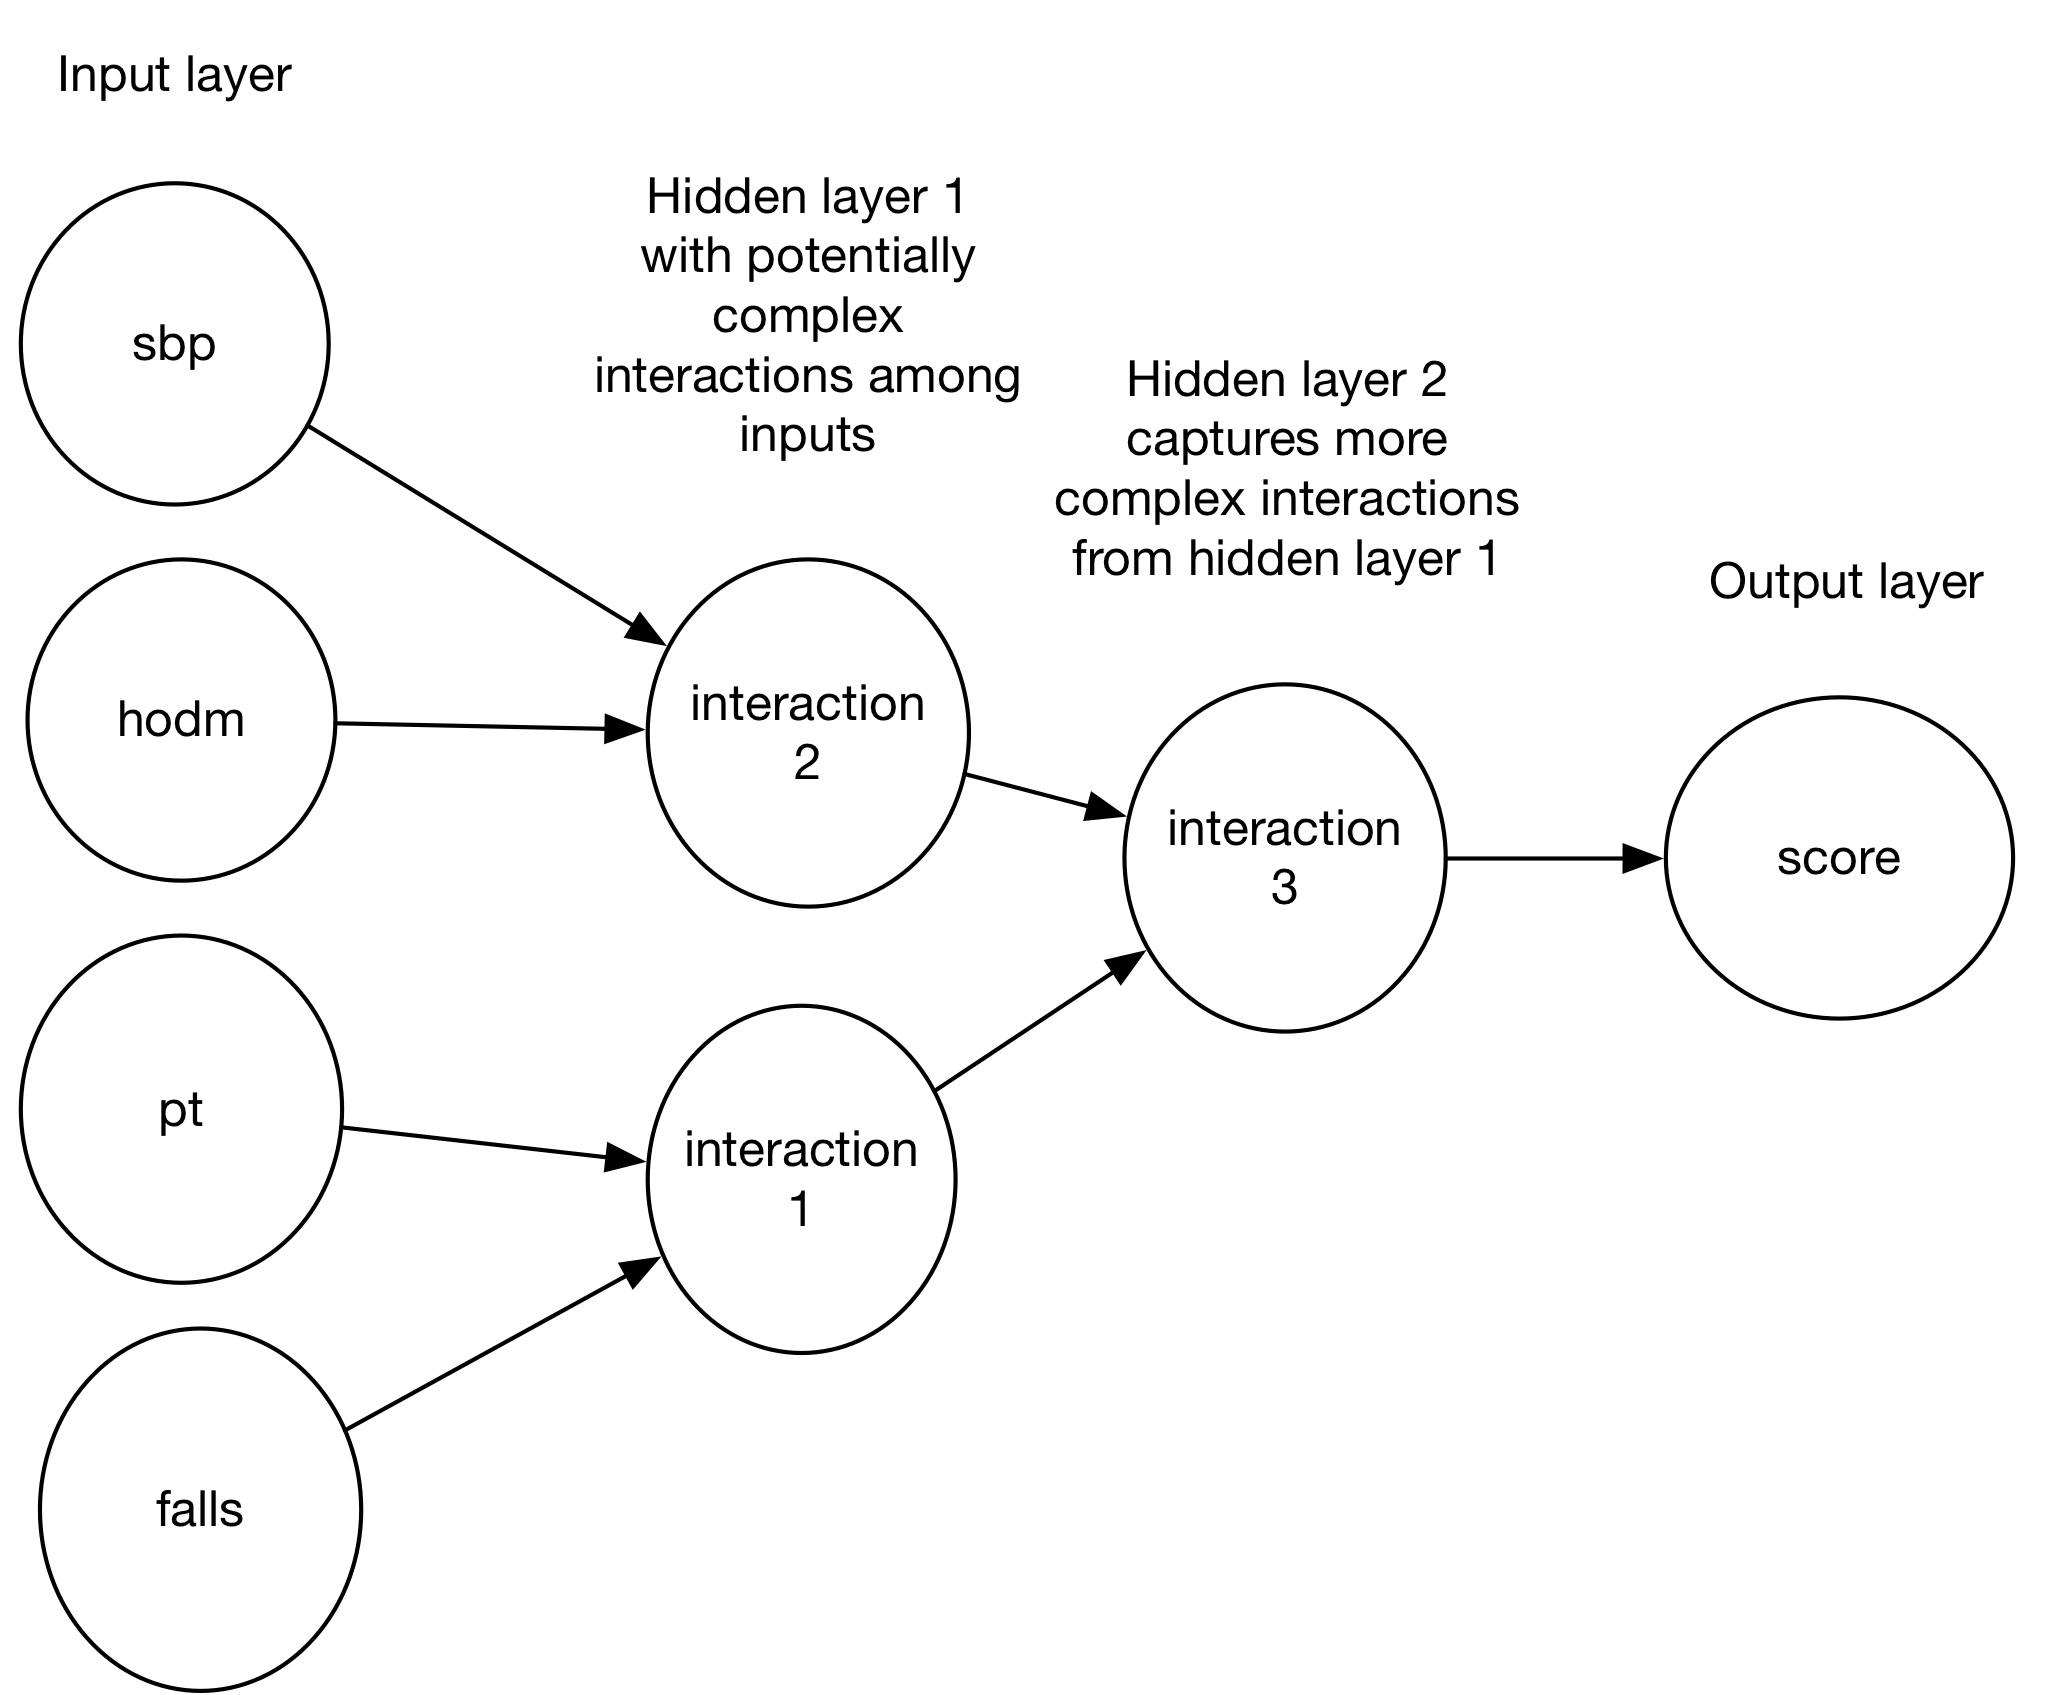 Input layer
sbp
hodm
pt
falls
Hidden layer 1
with potentially
complex
interactions among
inputs
interaction
2
interaction
1
Hidden layer 2
captures more
complex interactions
from hidden layer 1
interaction
3
Output layer
score